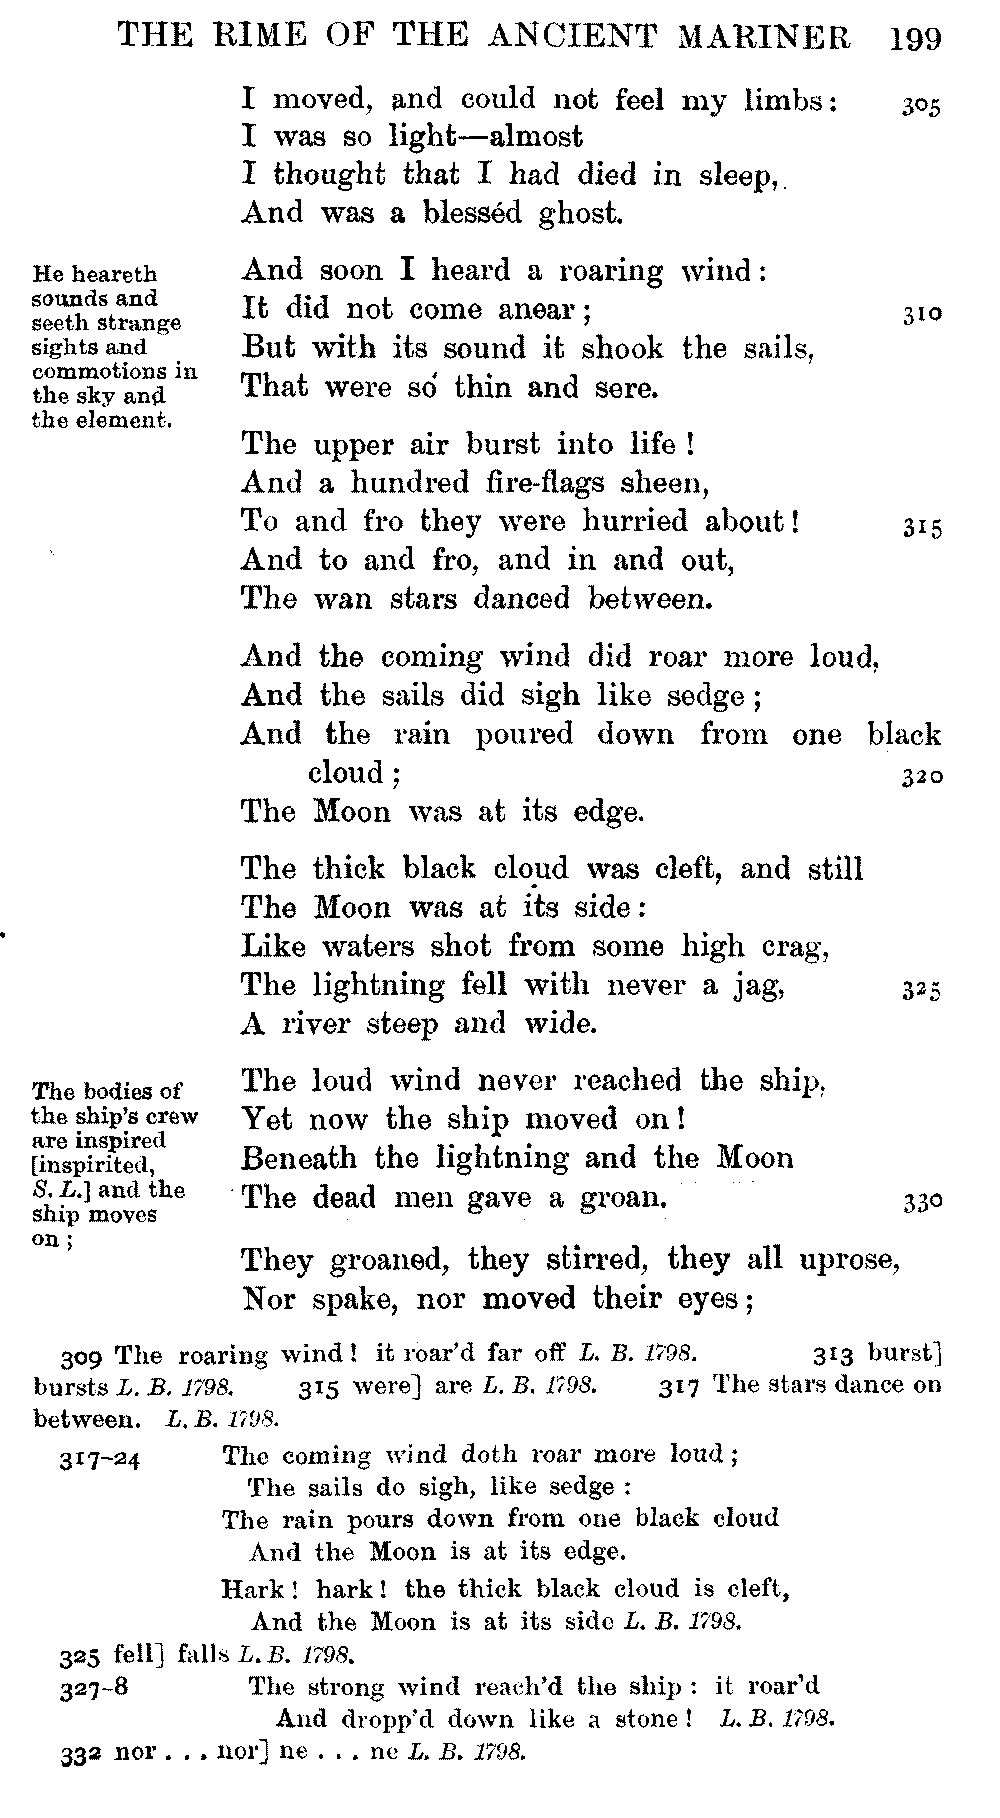 THE RIME OF THE ANCIENT MARINER 199
I moved, and could not feel my limbs: 305
I was so light—almost
I thought that I had died in sleep,
And was a blesséd ghost.
He heareth
sounds and
seeth strange
sights and
commotions in
the sky and
the element.
And soon I heard a roaring wind:
It did not come anear; 310
But with its sound it shook the sails,
That were so thin and sere.
The upper air burst into life!
And a hundred fire-flags sheen,
To and fro they were hurried about! 315
And to and fro, and in and out,
The wan stars danced between.
And the coming wind did roar more loud,
And the sails did sigh like sedge;
And the rain poured down from one black
cloud; 320
The Moon was at its edge.
The thick black cloud was cleft, and still
The Moon was at its side:
Like waters shot from some high crag,
The lightning fell with never a jag, 325
A river steep and wide.
The bodies of
the ship's crew
are inspired
[inspirited,
S. L.] and the
ship moves
on;
The loud wind never reached the ship,
Yet now the ship moved on!
Beneath the lightning and the Moon
The dead men gave a groan. 330
They groaned, they stirred, they all uprose,
Nor spake, nor moved their eyes;
309 The roaring wind! it roar'd far off L. B. 1798. 313 burst]
bursts L. B. 1798. 315 were] are L. B. 1798. 317 The stars dance on
between. L. B. 1798.
317-24 The coming wind doth roar more loud;
The sails do sigh, like sedge:
The rain pours down from one black cloud
And the Moon is at its edge.
Hark! hark! the thick black cloud is cleft,
And the Moon is at its side L. B. 1798.
325 fell] falls L. B. 1798.
327-8 The strong wind reach'd the ship: it roar'd
And dropp'd down like a stone! L. B. 1798.
332 nor . . . nor] ne . . . ne L. B. 1798.